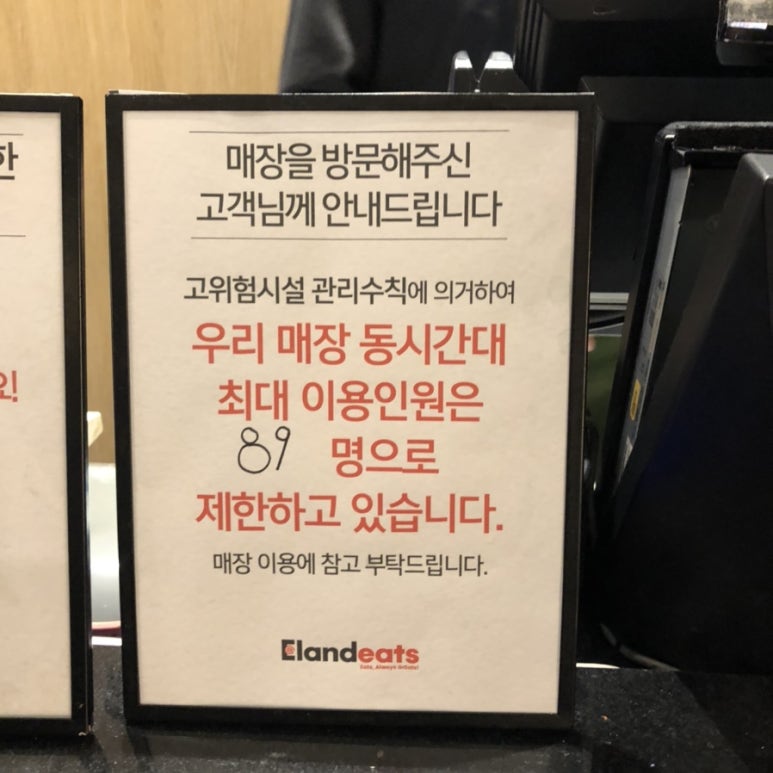 한
요!
매장을 방문해주신
고객님께 안내드립니다
고위험시설 관리수칙에 의거하여
우리 매장 동시간대
최대 이용인원은
89 명으로
제한하고 있습니다.
매장 이용에 참고 부탁드립니다.
Elandeats